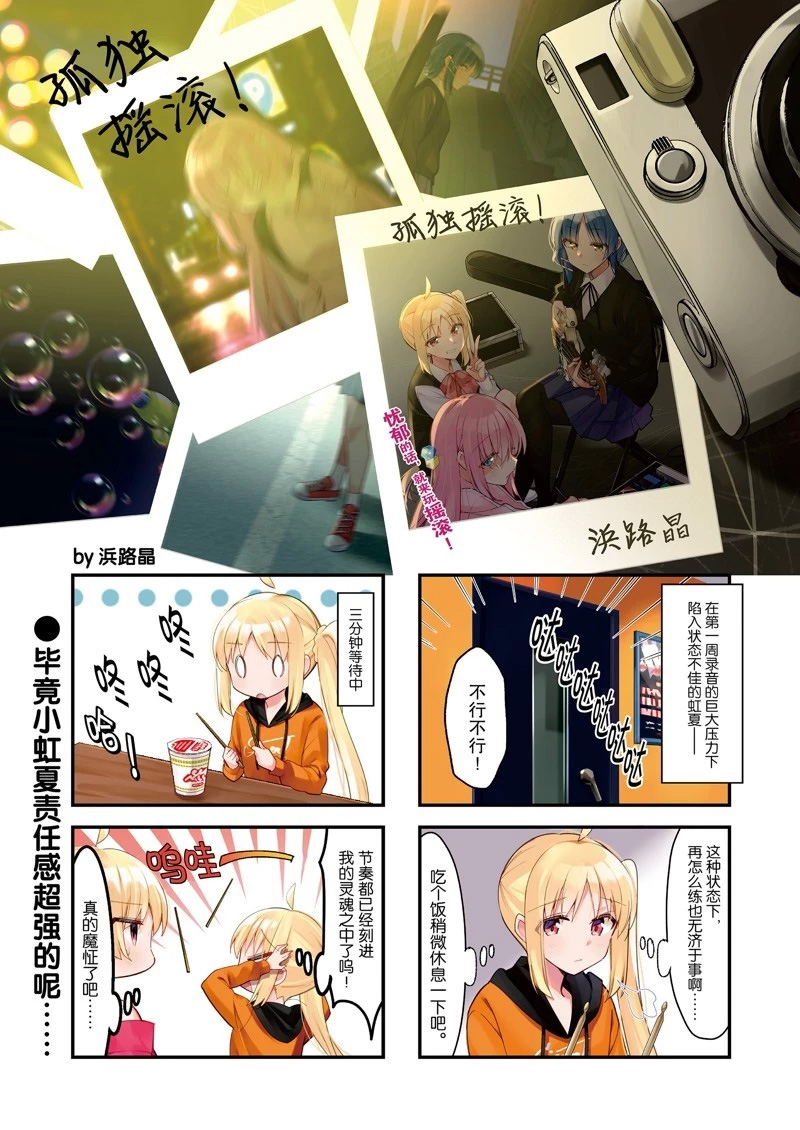 孤独
摇滚！
孤独摇滚！
忧郁的话，就来玩摇滚！
浜路晶
by 浜路晶
在第一周录音的巨大压力下
陷入状态不佳的虹夏——
哒哒哒哒哒哒哒
不行不行！
这种状态下，
再怎么练也无济于事啊……
吃个饭稍微休息一下吧。
三分钟等待中
咚
咚
咚
哈！
节奏都已经刻进
我的灵魂之中了吗！
呜哇
真的魔怔了吧……
●毕竟小虹夏责任感超强的呢……